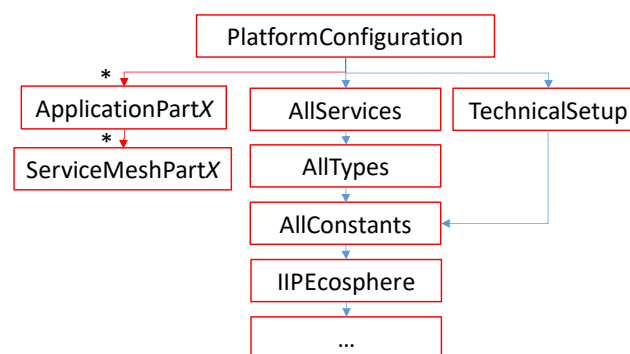 PlatformConfiguration
* 
ApplicationPartX
AllServices
TechnicalSetup
*
ServiceMeshPartX
AllTypes
AllConstants
IIPEcosphere
...